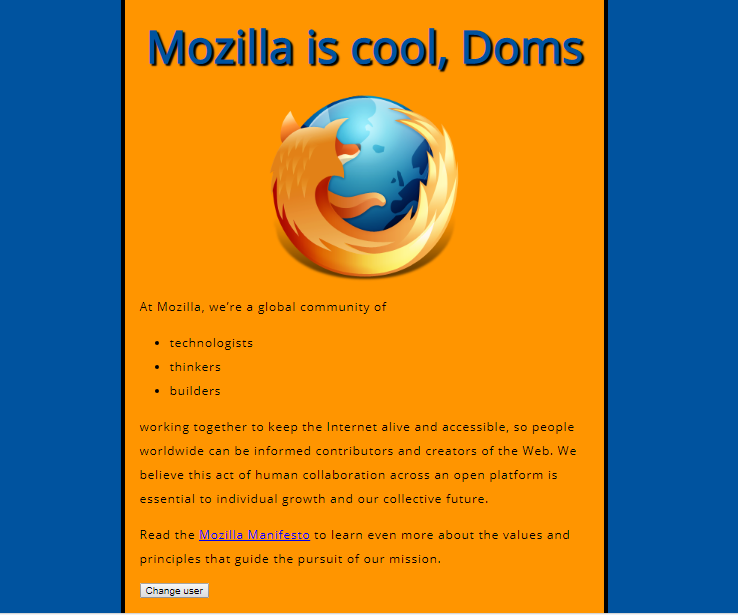 Mozilla is cool, Doms
At Mozilla, we're a global community of
technologists
thinkers
builders
working together to keep the Internet alive and accessible, so people
worldwide can be informed contributors and creators of the Web. We
believe this act of human collaboration across an open platform is
essential to individual growth and our collective future.
Read the Mozilla Manifesto to learn even more about the values and
principles that guide the pursuit of our mission.
Change user